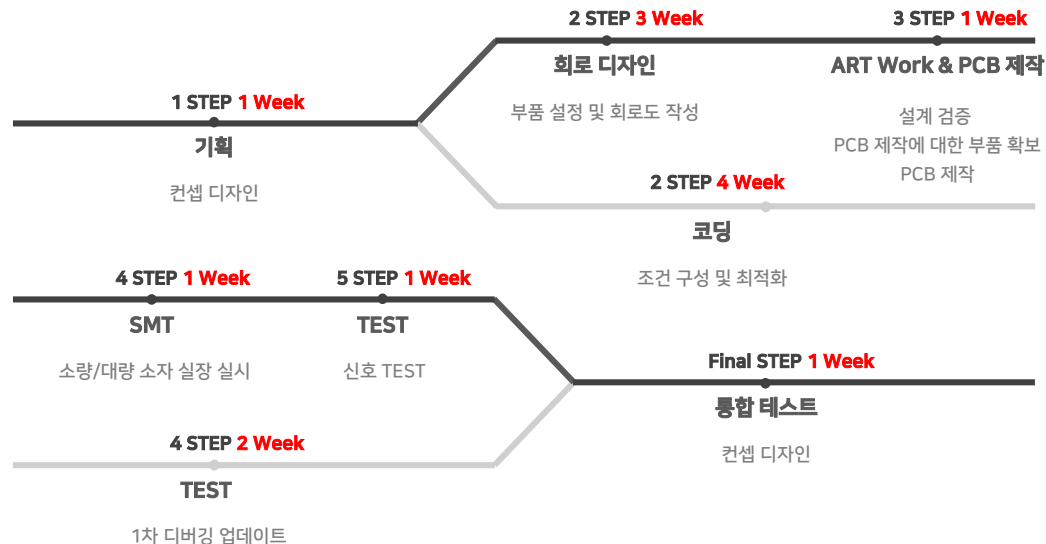 1 STEP 1 Week
기획
컨셉 디자인
2 STEP 3 Week
회로 디자인
부품 설정 및 회로도 작성
3 STEP 1 Week
ART Work & PCB 제작
설계 검증
PCB 제작에 대한 부품 확보
PCB 제작
2 STEP 4 Week
코딩
조건 구성 및 최적화
4 STEP 1 Week
SMT
소량/대량 소자 실장 실시
5 STEP 1 Week
TEST
신호 TEST
4 STEP 2 Week
TEST
1차 디버깅 업데이트
Final STEP 1 Week
통합 테스트
컨셉 디자인